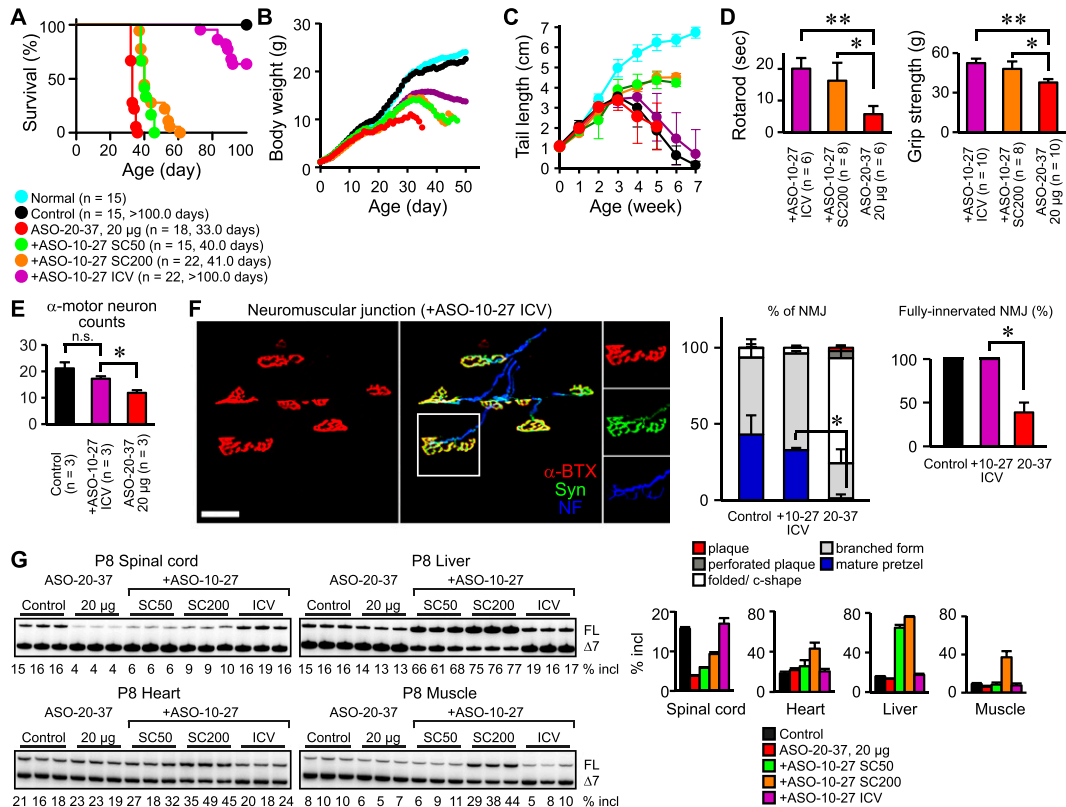 A
Survival (%)
100
50
0
0 20 40 60 80 100
Age (day)
B
Body weight (g)
30
25
20
15
10
5
0
0 10 20 30 40 50
Age (day)
C
Tail length (cm)
7
6
5
4
3
2
1
0
0 1 2 3 4 5 6 7
Age (week)
D
Rotarod (sec)
20
10
0
** *
+ASO-10-27 ICV (n = 6)
+ASO-10-27 SC200 (n = 8)
ASO-20-37 20 µg (n = 6)
Grip strength (g)
60
30
0
** *
+ASO-10-27 ICV (n = 10)
+ASO-10-27 SC200 (n = 8)
ASO-20-37 20 µg (n = 10)
Normal (n = 15)
Control (n = 15, >100.0 days)
ASO-20-37, 20 µg (n = 18, 33.0 days)
+ASO-10-27 SC50 (n = 15, 40.0 days)
+ASO-10-27 SC200 (n = 22, 41.0 days)
+ASO-10-27 ICV (n = 22, >100.0 days)
E
α-motor neuron
counts
n.s. *
30
20
10
0
Control (n = 3)
+ASO-10-27 ICV (n = 3)
ASO-20-37 20 µg (n = 3)
F
Neuromuscular junction (+ASO-10-27 ICV)
α-BTX
Syn
NF
% of NMJ
100
50
0
*
Control +10-27 20-37
ICV
plaque
perforated plaque
folded/ c-shape
branched form
mature pretzel
Fully-innervated NMJ (%)
100
50
0
*
Control +10-27 20-37
ICV
G
P8 Spinal cord
ASO-20-37 +ASO-10-27
Control 20 µg SC50 SC200 ICV
15 16 16 4 4 4 6 6 6 9 9 10 16 19 16
P8 Liver
ASO-20-37 +ASO-10-27
Control 20 µg SC50 SC200 ICV
FL
Δ7
15 16 16 14 13 13 66 61 68 75 76 77 19 16 17 % incl
P8 Heart
ASO-20-37 +ASO-10-27
Control 20 µg SC50 SC200 ICV
21 16 18 23 23 19 27 18 32 35 49 45 20 18 24
P8 Muscle
ASO-20-37 +ASO-10-27
Control 20 µg SC50 SC200 ICV
FL
Δ7
8 10 10 6 5 7 6 9 11 29 38 44 5 8 10 % incl
% incl
20
10
0
Spinal cord
80
40
0
Heart
80
40
0
Liver
80
40
0
Muscle
Control
ASO-20-37, 20 µg
+ASO-10-27 SC50
+ASO-10-27 SC200
+ASO-10-27 ICV